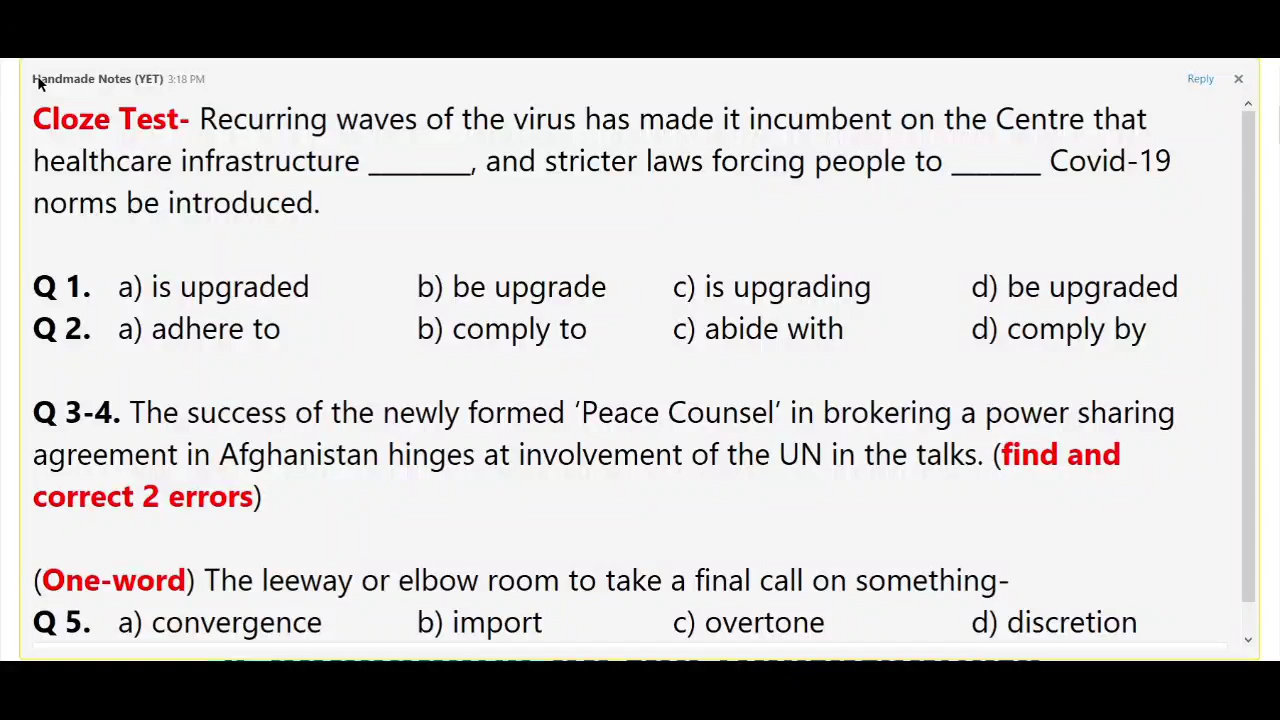 Handmade Notes (YET) 3:18 PM Reply
Cloze Test- Recurring waves of the virus has made it incumbent on the Centre that
healthcare infrastructure _______, and stricter laws forcing people to ______ Covid-19
norms be introduced.
Q 1. a) is upgraded b) be upgrade c) is upgrading d) be upgraded
Q 2. a) adhere to b) comply to c) abide with d) comply by
Q 3-4. The success of the newly formed ‘Peace Counsel’ in brokering a power sharing
agreement in Afghanistan hinges at involvement of the UN in the talks. (find and
correct 2 errors)
(One-word) The leeway or elbow room to take a final call on something-
Q 5. a) convergence b) import c) overtone d) discretion